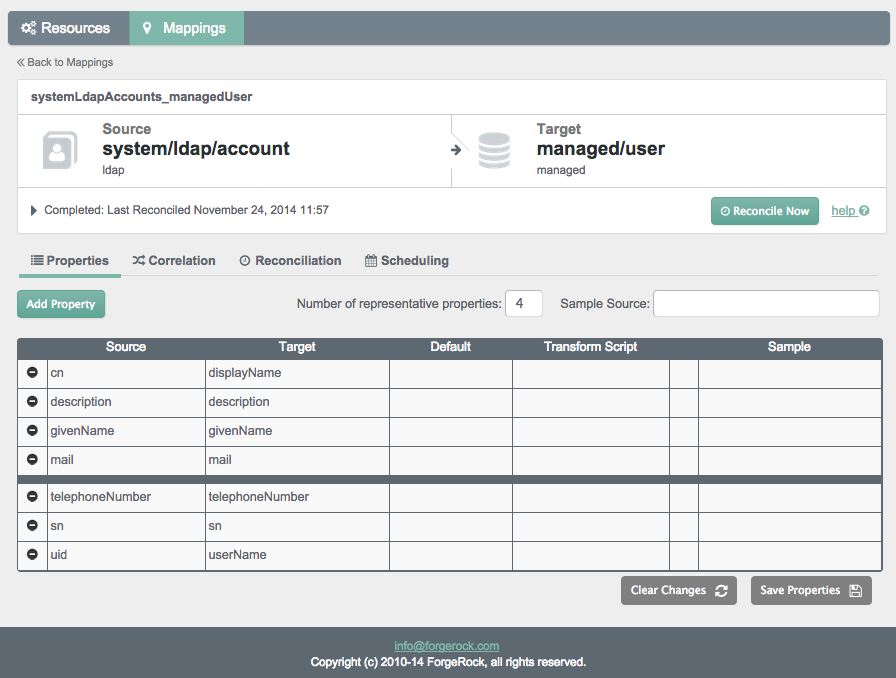 Resources Mappings
Back to Mappings
systemLdapAccounts_managedUser
Source
system/ldap/account
ldap
Target
managed/user
managed
Completed: Last Reconciled November 24, 2014 11:57
Reconcile Now help
Properties Correlation Reconciliation Scheduling
Add Property Number of representative properties: 4 Sample Source:
Source Target Default Transform Script Sample
cn displayName
description description
givenName givenName
mail mail
telephoneNumber telephoneNumber
sn sn
uid userName
Clear Changes Save Properties
info@forgerock.com
Copyright (c) 2010-14 ForgeRock, all rights reserved.